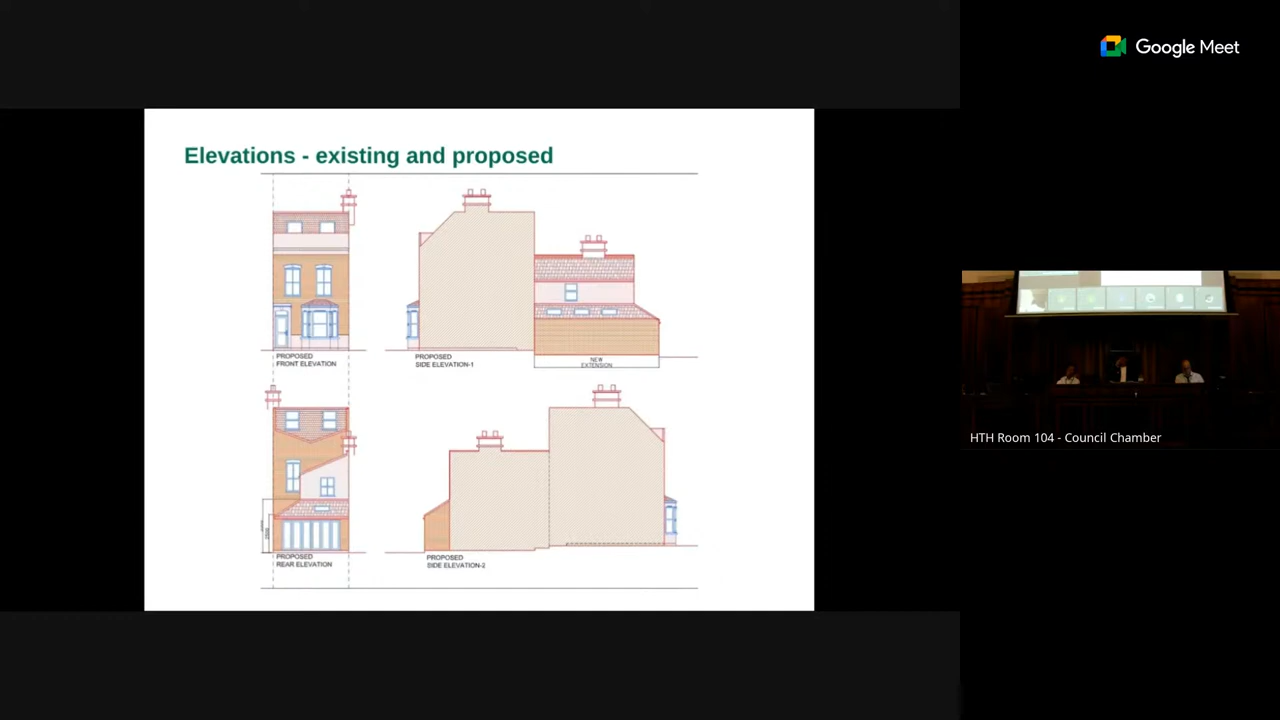 Google Meet
Elevations - existing and proposed
PROPOSED
FRONT ELEVATION
PROPOSED
SIDE ELEVATION-1
NEW
EXTENSION
PROPOSED
REAR ELEVATION
PROPOSED
SIDE ELEVATION-2
HTH Room 104 - Council Chamber